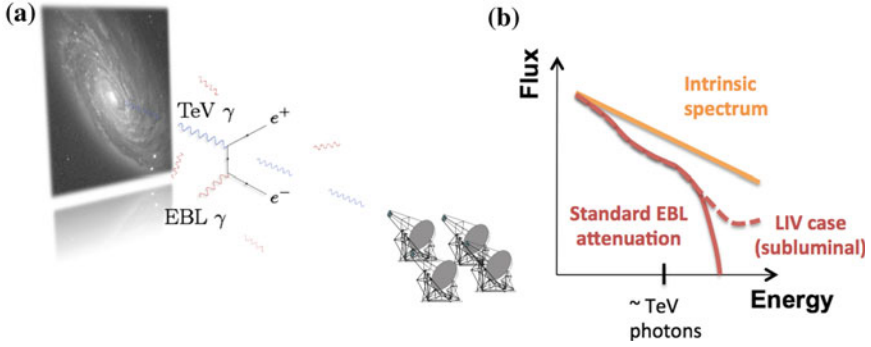 (a)
TeV γ
e⁺
e⁻
EBL γ
(b)
Flux
Intrinsic
spectrum
Standard EBL
attenuation
LIV case
(subluminal)
Energy
~ TeV
photons